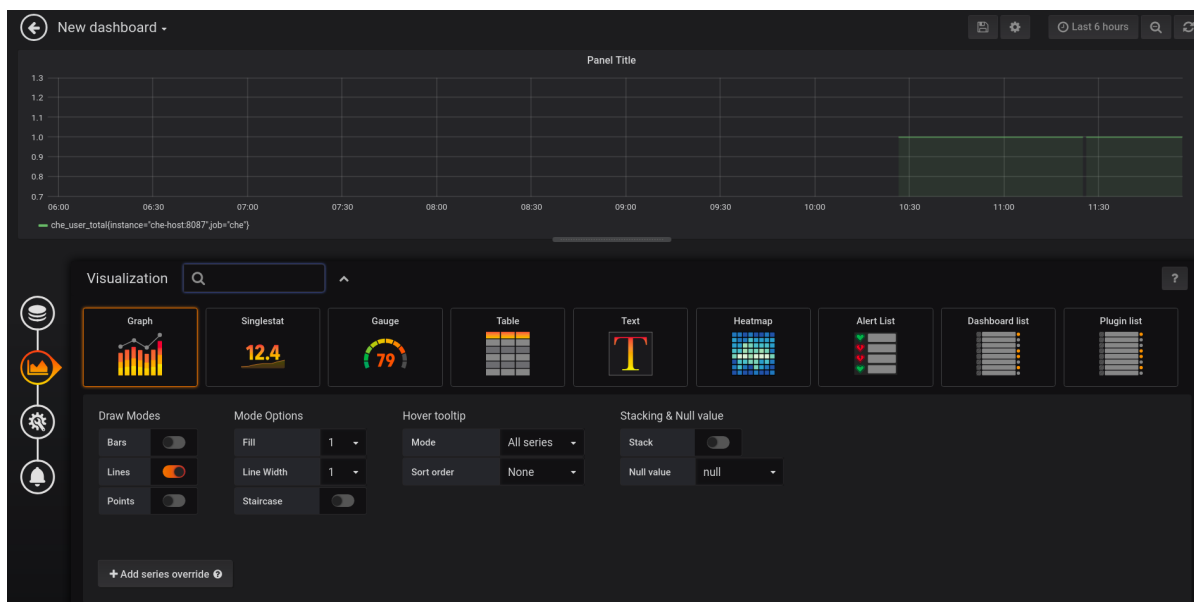 New dashboard
Last 6 hours
Panel Title
1.3
1.2
1.1
1.0
0.9
0.8
0.7
06:00 06:30 07:00 07:30 08:00 08:30 09:00 09:30 10:00 10:30 11:00 11:30
che_user_total{instance="che-host:8087",job="che"}
Visualization
?
Graph Singlestat Gauge Table Text Heatmap Alert List Dashboard list Plugin list
12.4 79 T
Draw Modes Mode Options Hover tooltip Stacking & Null value
Bars Fill 1 Mode All series Stack
Lines Line Width 1 Sort order None Null value null
Points Staircase
+ Add series override ?